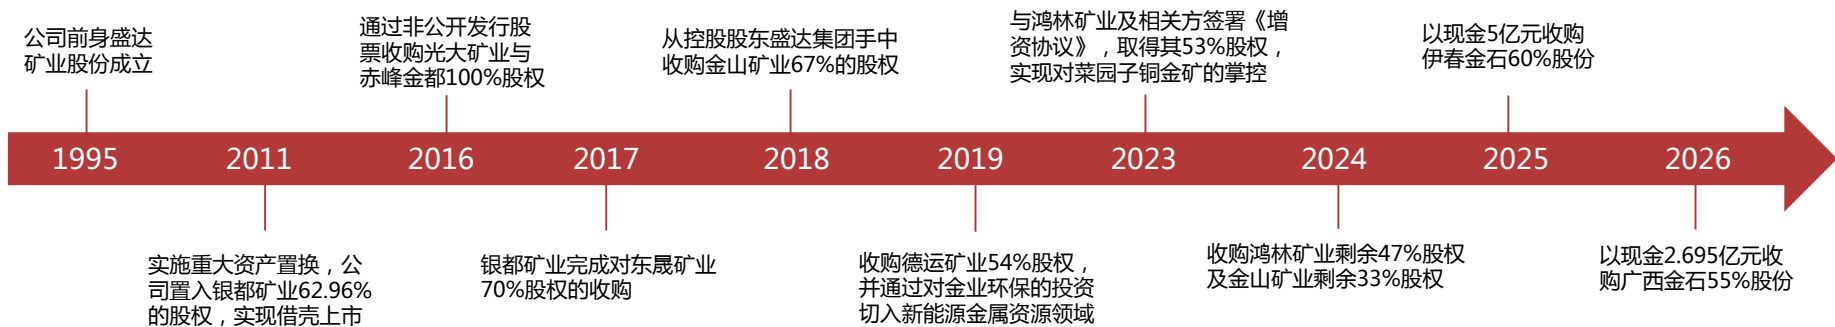 公司前身盛达
矿业股份成立
通过非公开发行股
票收购光大矿业与
赤峰金都100%股权
从控股股东盛达集团手中
收购金山矿业67%的股权
与鸿林矿业及相关方签署《增
资协议》，取得其53%股权，
实现对菜园子铜金矿的掌控
以现金5亿元收购
伊春金石60%股份
1995
2011
2016
2017
2018
2019
2023
2024
2025
2026
实施重大资产置换，公
司置入银都矿业62.96%
的股权，实现借壳上市
银都矿业完成对东晟矿业
70%股权的收购
收购德运矿业54%股权，
并通过对金业环保的投资
切入新能源金属资源领域
收购鸿林矿业剩余47%股权
及金山矿业剩余33%股权
以现金2.695亿元收
购广西金石55%股份